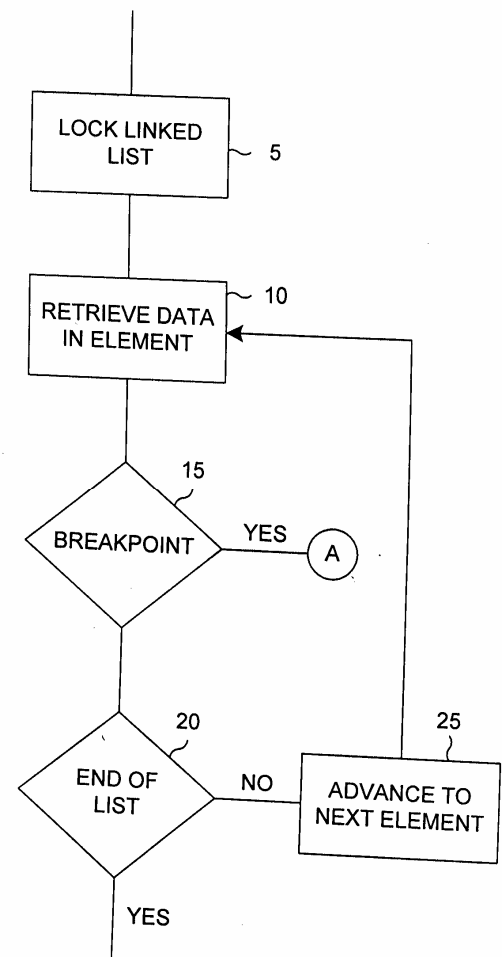 LOCK LINKED
LIST
5
10
RETRIEVE DATA
IN ELEMENT
15
BREAKPOINT
YES
A
20
END OF
LIST
NO
25
ADVANCE TO
NEXT ELEMENT
YES